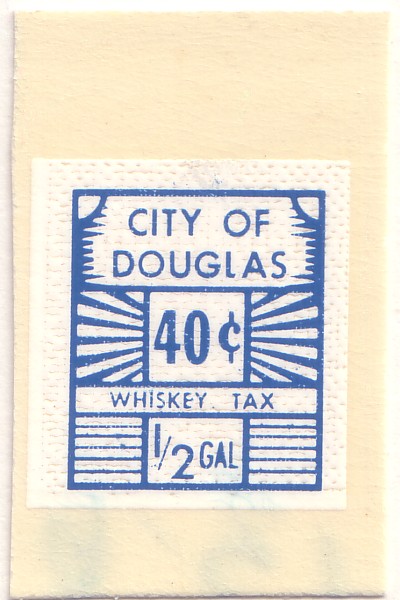 CITY OF
DOUGLAS
40¢
WHISKEY TAX
1/2 GAL